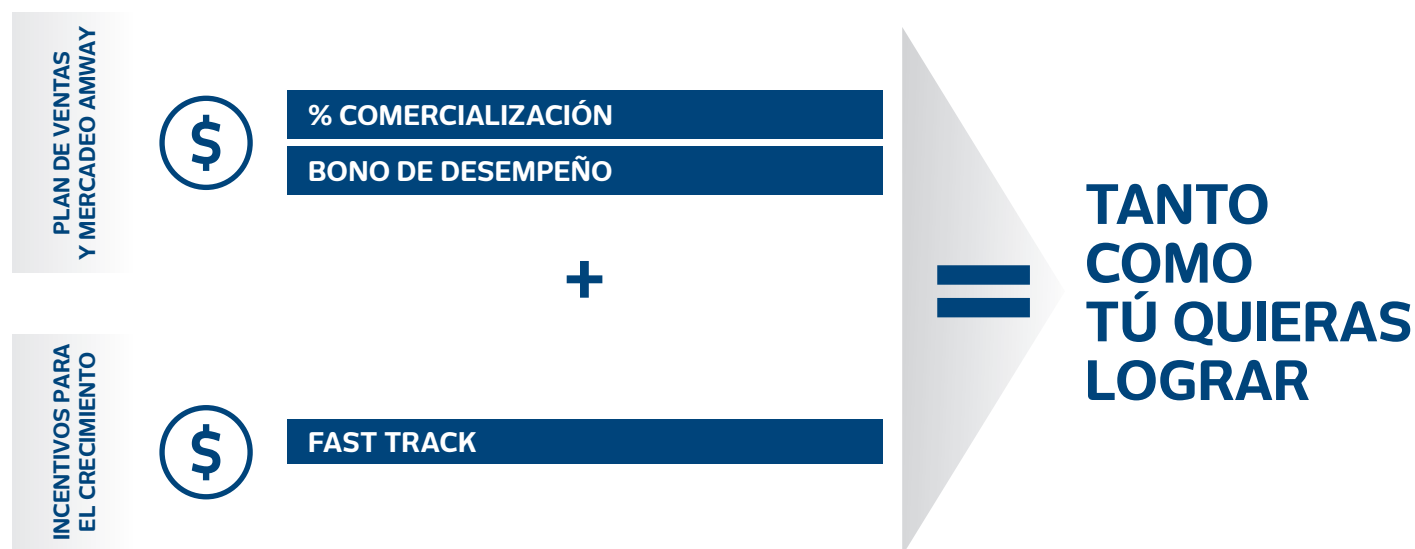 PLAN DE VENTAS
Y MERCADEO AMWAY
$
% COMERCIALIZACIÓN
BONO DE DESEMPEÑO
+
INCENTIVOS PARA
EL CRECIMIENTO
$
FAST TRACK
=
TANTO
COMO
TÚ QUIERAS
LOGRAR